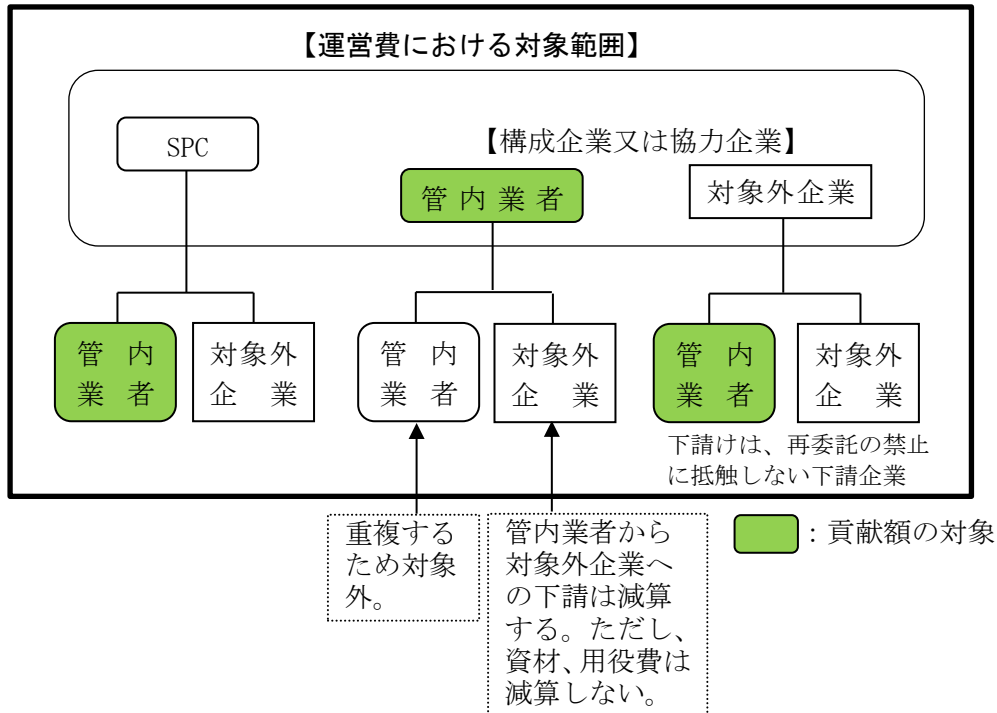 【運営費における対象範囲】
SPC
【構成企業又は協力企業】
管内業者
対象外企業
管　内
業　者
対象外
企　業
管　内
業　者
対象外
企　業
管　内
業　者
対象外
企　業
下請けは、再委託の禁止
に抵触しない下請企業
重複する
ため対象
外。
管内業者から
対象外企業へ
の下請は減算
する。ただし、
資材、用役費は
減算しない。
：貢献額の対象